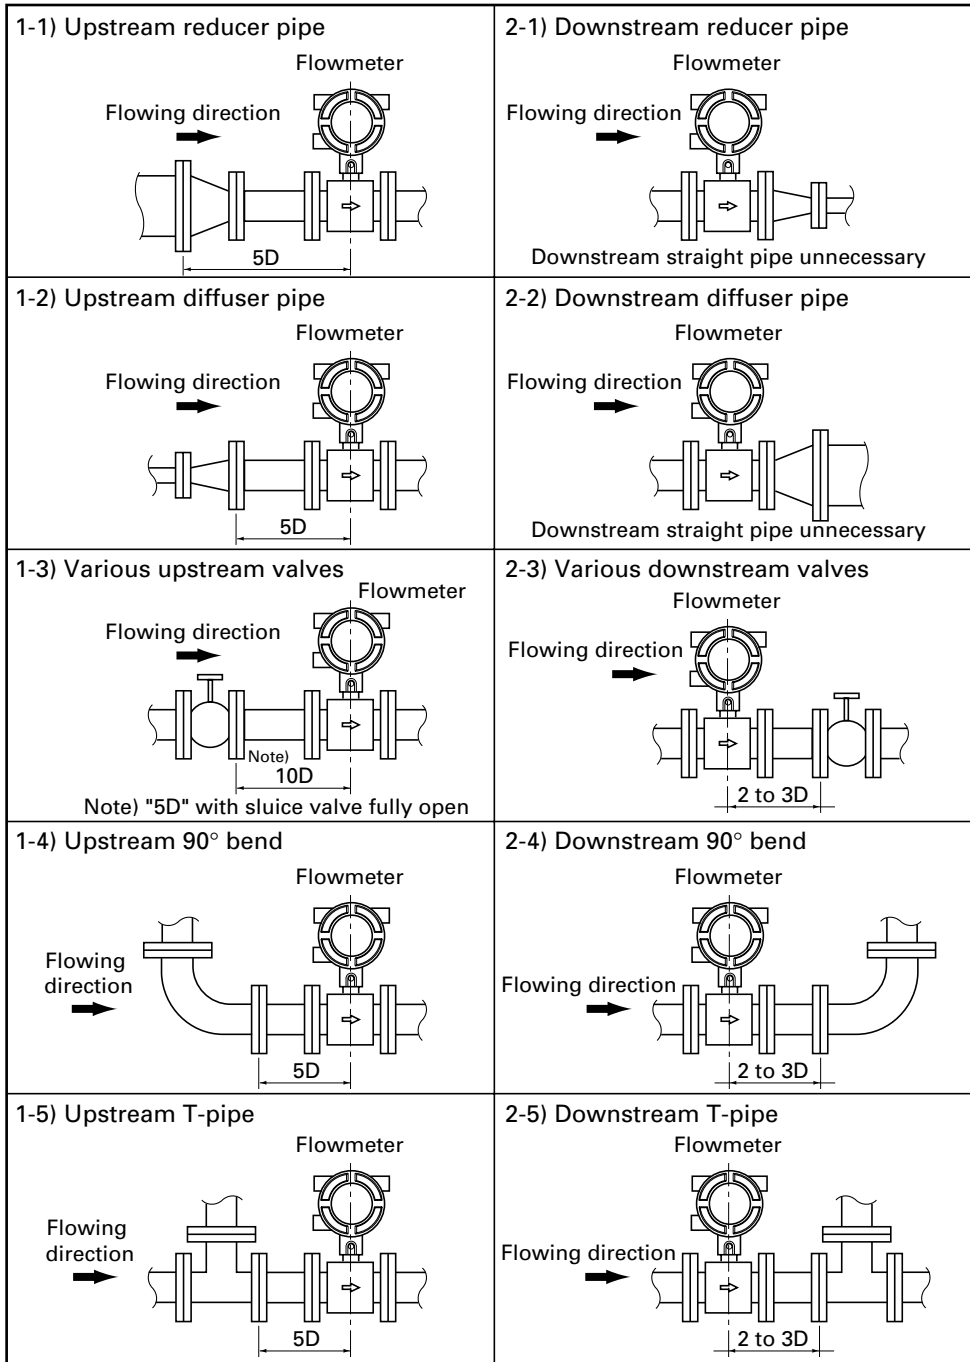 1-1) Upstream reducer pipe
Flowmeter
Flowing direction
5D
2-1) Downstream reducer pipe
Flowmeter
Flowing direction
Downstream straight pipe unnecessary
1-2) Upstream diffuser pipe
Flowmeter
Flowing direction
5D
2-2) Downstream diffuser pipe
Flowmeter
Flowing direction
Downstream straight pipe unnecessary
1-3) Various upstream valves
Flowmeter
Flowing direction
Note)
10D
Note) "5D" with sluice valve fully open
2-3) Various downstream valves
Flowmeter
Flowing direction
2 to 3D
1-4) Upstream 90° bend
Flowmeter
Flowing
direction
5D
2-4) Downstream 90° bend
Flowmeter
Flowing direction
2 to 3D
1-5) Upstream T-pipe
Flowmeter
Flowing
direction
5D
2-5) Downstream T-pipe
Flowmeter
Flowing direction
2 to 3D